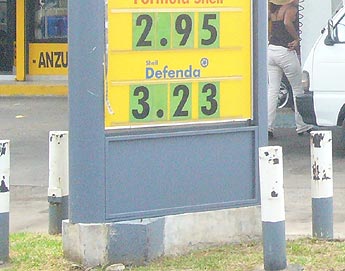 Formula Shell
2.95
Shell
Defenda
3.23
ANZU